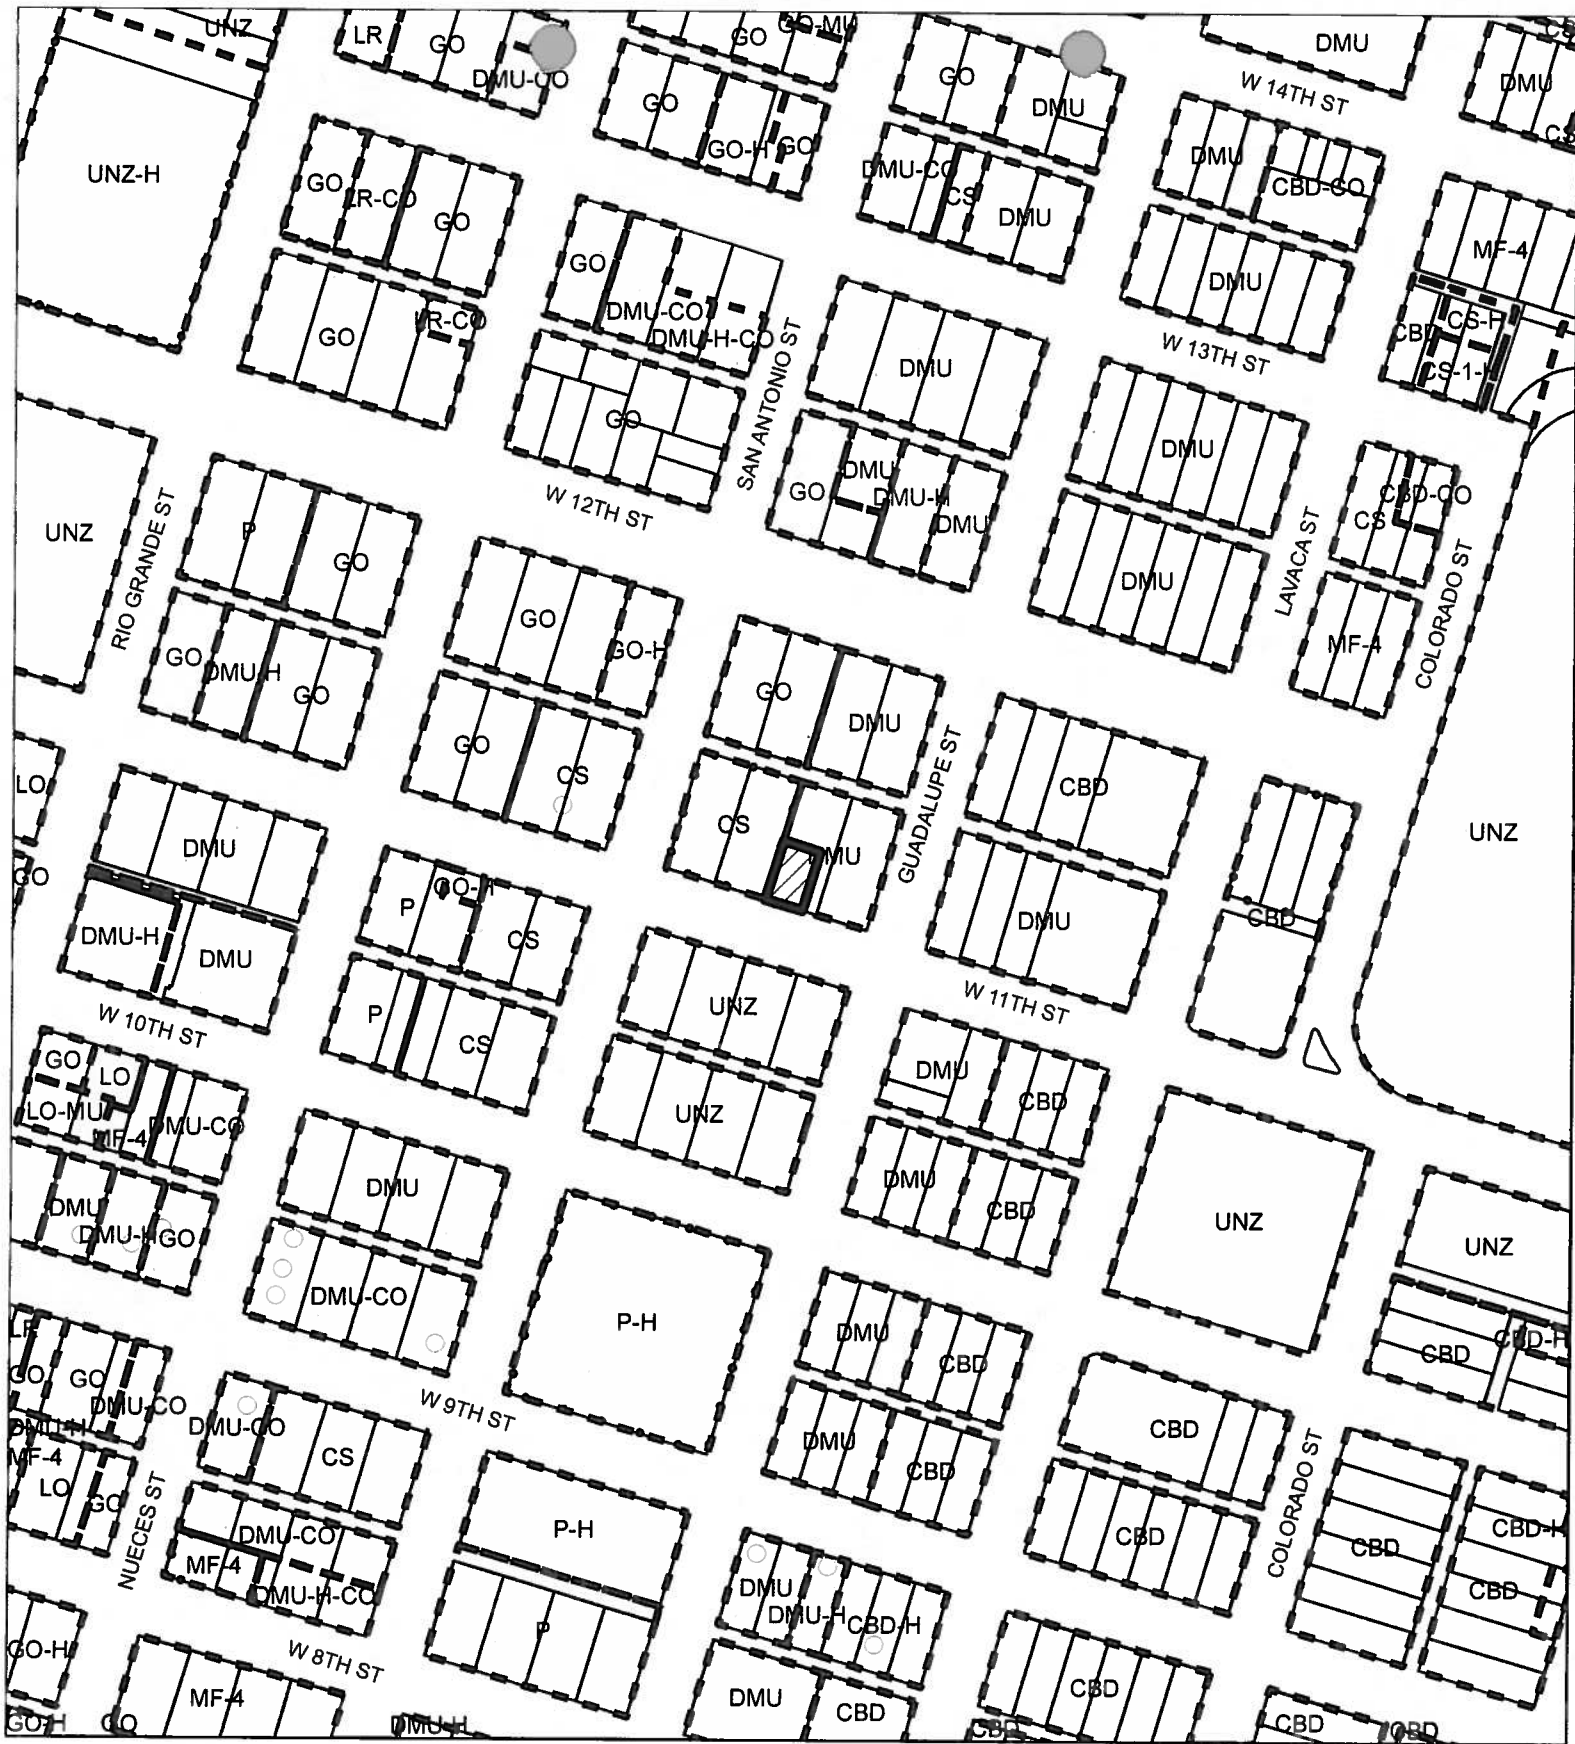 UNZ
LR
GO
DMU-CO
GO
GO-MU
DMU
CS
GO
DMU
W 14TH ST
DMU
CS
UNZ-H
GO
GO-H
GO
GO
LR-CO
GO
DMU-CO
CS
DMU
DMU
CBD-CO
MF-4
GO
LR-CO
GO
DMU-CO
DMU-H-CO
SAN ANTONIO ST
DMU
DMU
W 13TH ST
CBD
CS-H
CS-1-H
GO
W 12TH ST
GO
DMU
DMU-H
DMU
DMU
CBD-CO
CS
UNZ
RIO GRANDE ST
P
GO
DMU
LAVACA ST
MF-4
COLORADO ST
GO
DMU-H
GO
GO
GO-H
GO
DMU
GUADALUPE ST
CBD
GO
CS
LO
GO
DMU
CS
DMU
UNZ
DMU
CBD
DMU-H
DMU
P
GO-H
CS
W 10TH ST
P
CS
UNZ
W 11TH ST
GO
LO
LO-MU
MF-4
DMU-CO
UNZ
DMU
CBD
DMU
DMU-H
GO
DMU
DMU
CBD
UNZ
UNZ
DMU-CO
P-H
DMU
CBD
CBD
CBD-H
LR
GO
GO
DMU-CO
DMU-H
MF-4
LO
GO
NUECES ST
DMU-CO
CS
W 9TH ST
DMU
CBD
CBD
COLORADO ST
DMU-CO
MF-4
DMU-H-CO
P-H
P
DMU
DMU-H
CBD-H
CBD
CBD
CBD-H
CBD
GO-H
W 8TH ST
MF-4
DMU
CBD
CBD
GO-H
GO
DMU-H
CBD
CBD
CBD